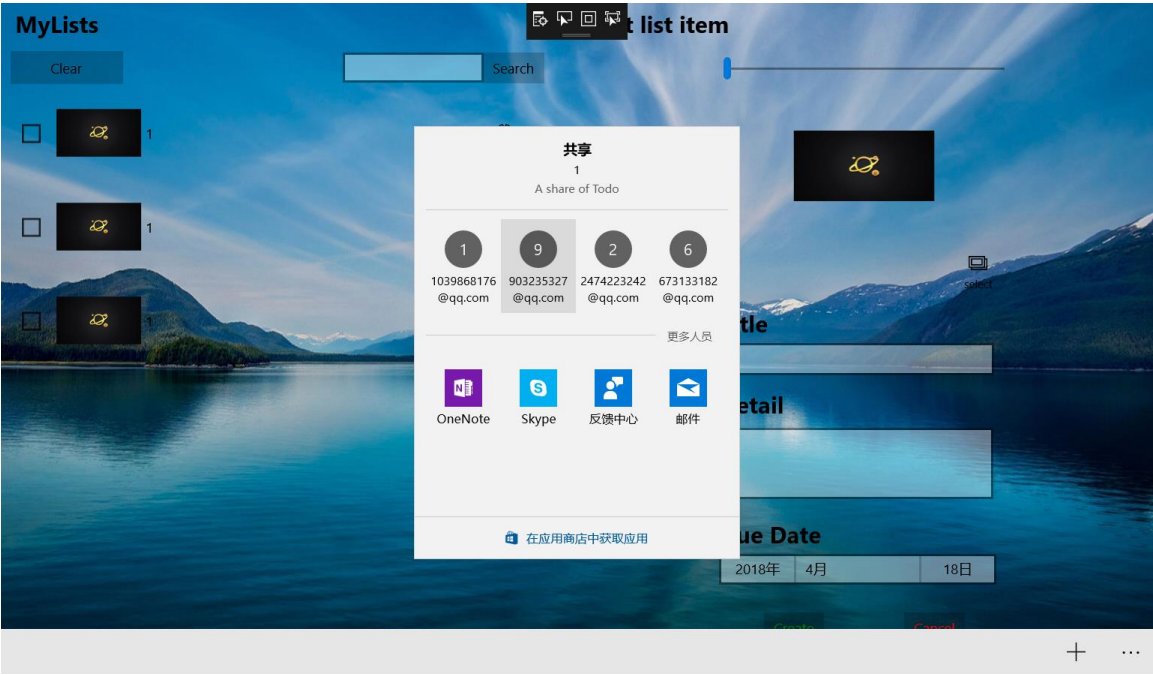 MyLists
t list item
Clear
Search
1
1
1
共享
1
A share of Todo
1
9
2
6
1039868176
@qq.com
903235327
@qq.com
2474223242
@qq.com
673133182
@qq.com
更多人员
OneNote
Skype
反馈中心
邮件
在应用商店中获取应用
select
tle
etail
ue Date
2018年
4月
18日
Create
Cancel